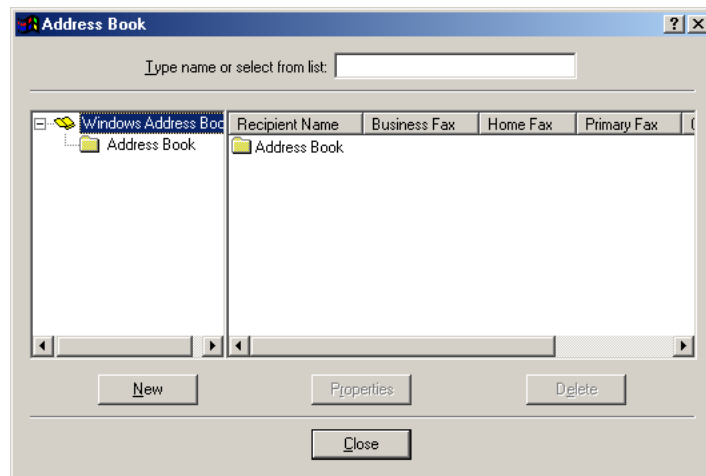 Address Book
Type name or select from list:
Windows Address Boo
Address Book
Recipient Name Business Fax Home Fax Primary Fax
Address Book
New Properties Delete
Close